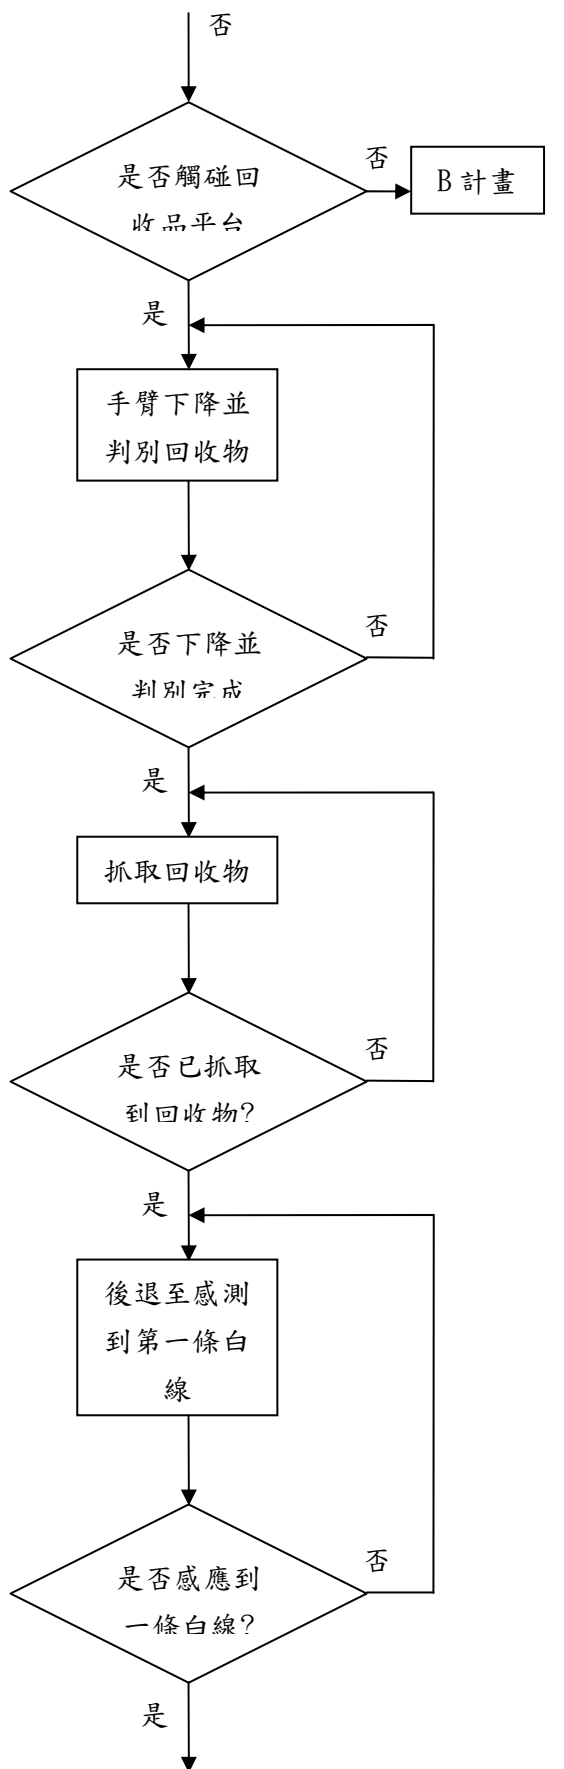 否
是否觸碰回
收品平台
否
B計畫
是
手臂下降並
判別回收物
是否下降並
判別完成
否
是
抓取回收物
是否已抓取
到回收物?
否
是
後退至感測
到第一條白
線
是否感應到
一條白線?
否
是